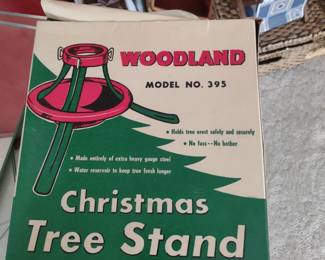 WOODLAND
MODEL NO. 395
• Holds tree erect safely and securely
• No fuss--No bother
• Made entirely of extra heavy gauge steel
• Water reservoir to keep tree fresh longer
Christmas
Tree Stand